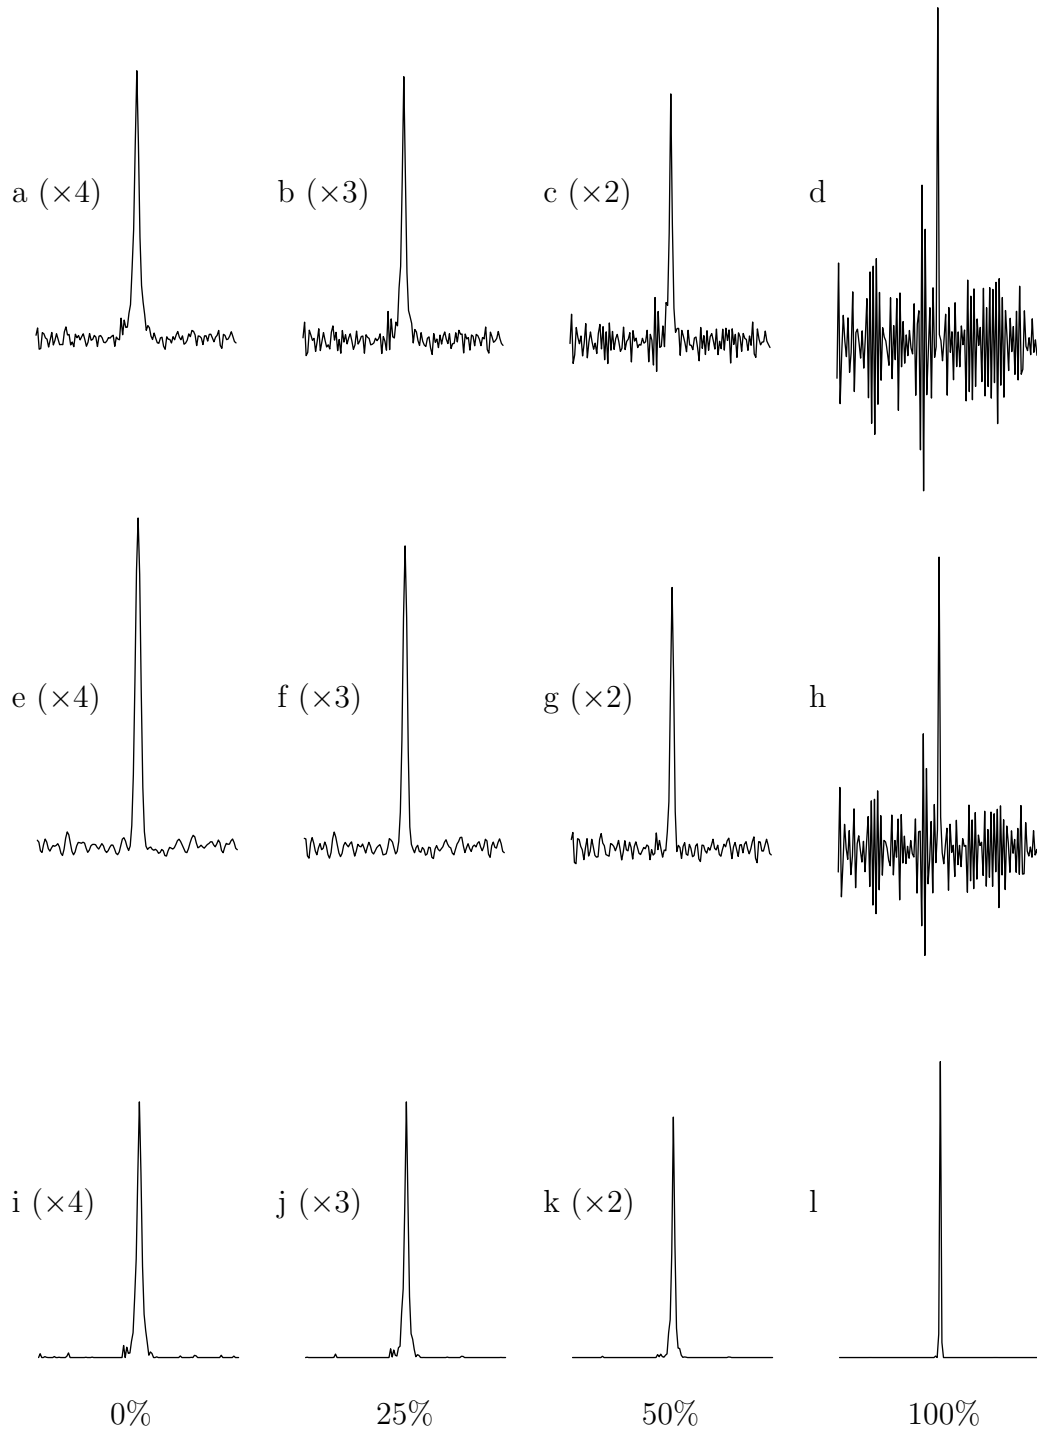 a (×4) b (×3) c (×2) d
e (×4) f (×3) g (×2) h
i (×4) j (×3) k (×2) l
0% 25% 50% 100%